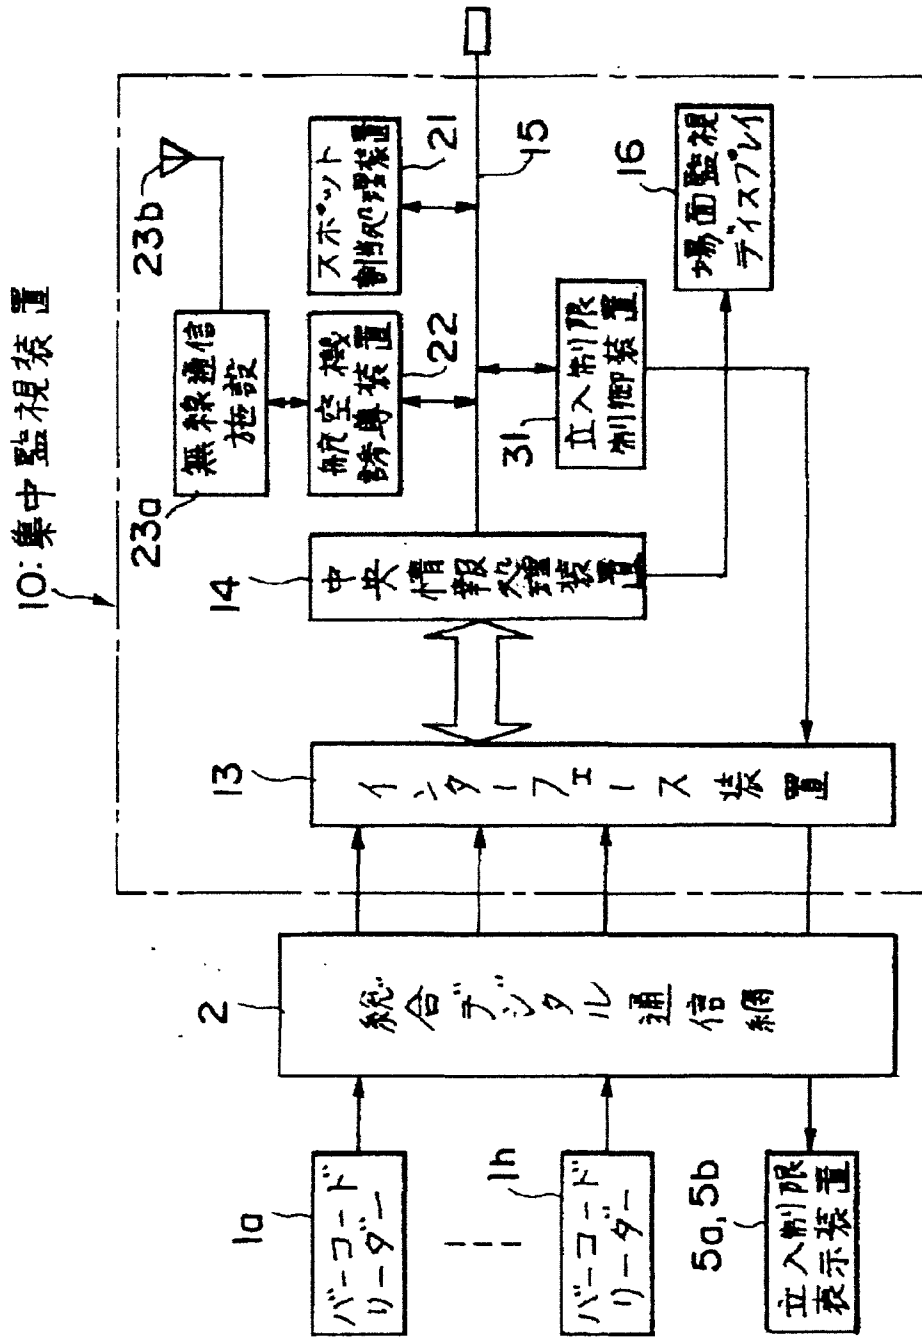 10:集中監視装置
23b
無線通信
施設
23a
スポット
割当処理装置
21
航空機
誘導装置
22
15
14
中央情報処理装置
31
立入制限
制御装置
16
場面監視
ディスプレイ
13
インターフェース装置
2
総合デジタル通信網
1a
バーコード
リーダー
1h
バーコード
リーダー
5a,5b
立入制限
表示装置